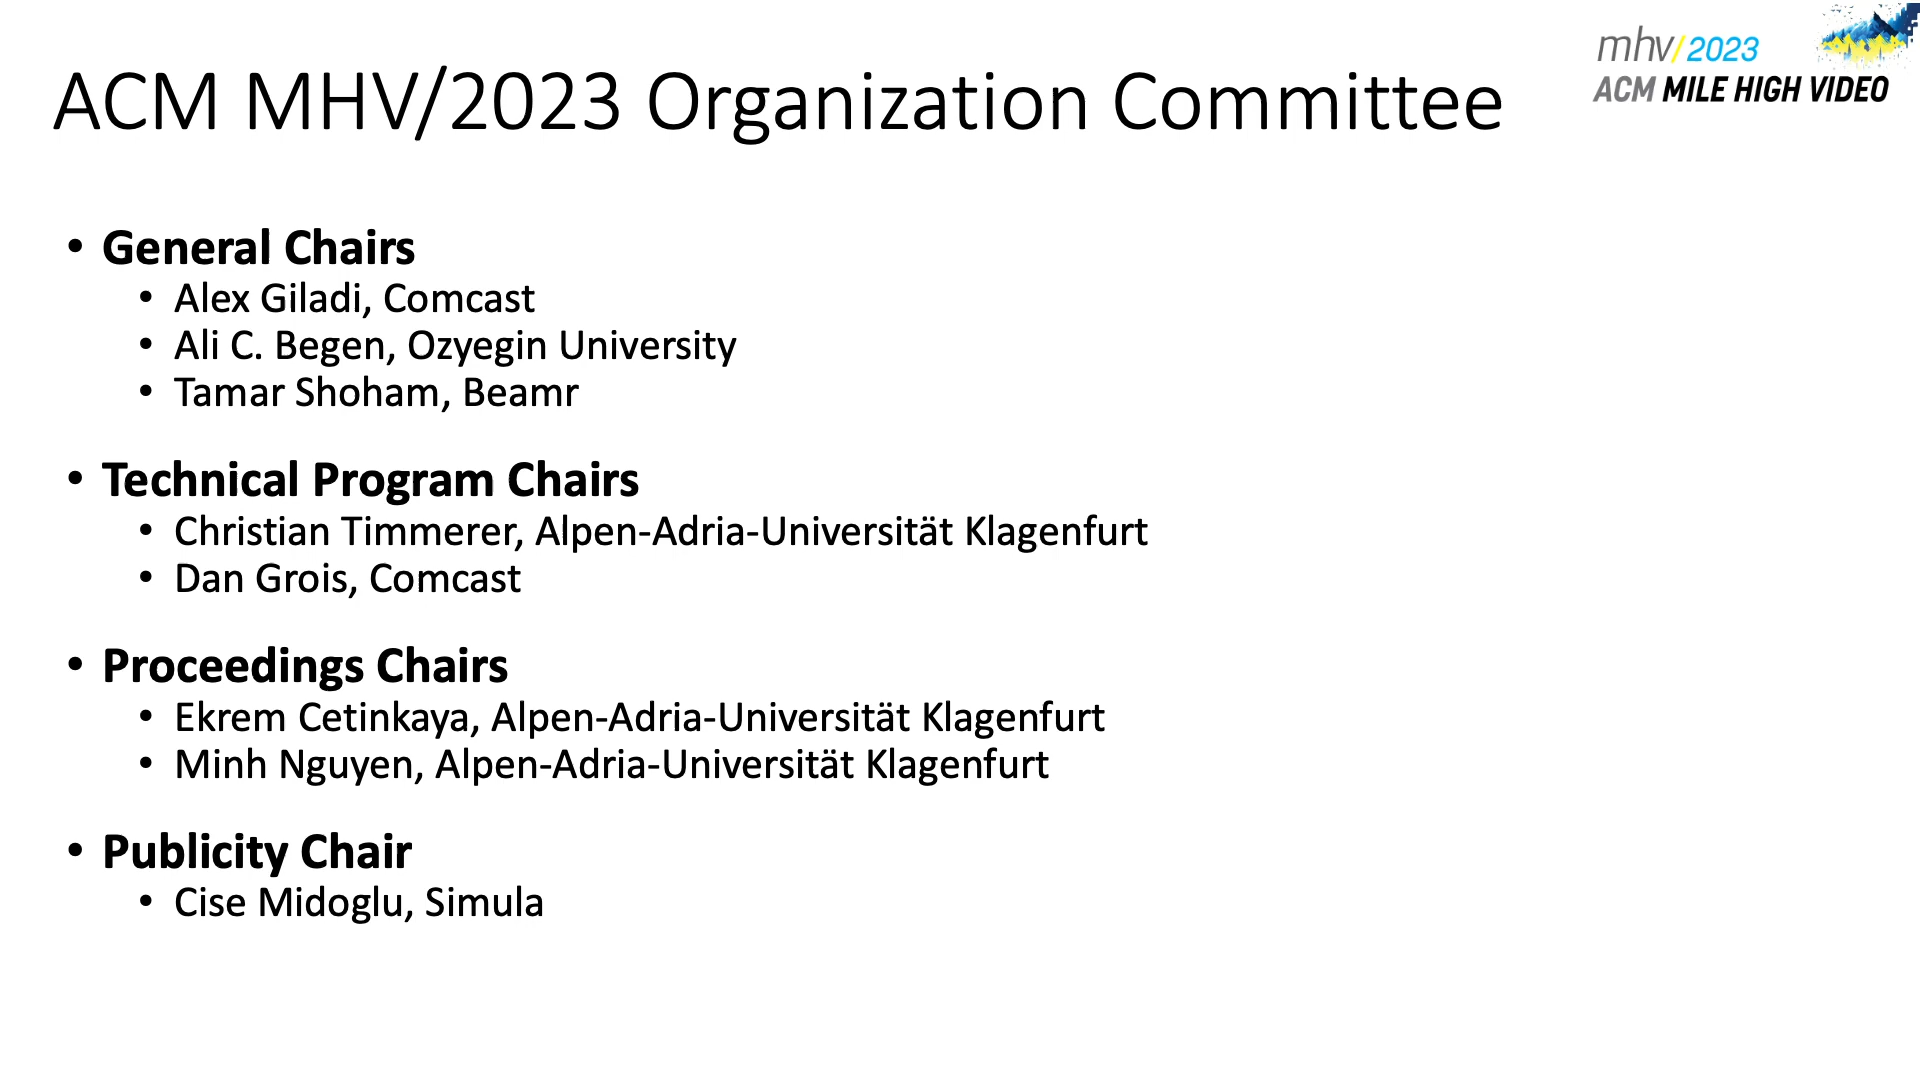 mhv/2023
ACM MILE HIGH VIDEO
ACM MHV/2023 Organization Committee
• General Chairs
• Alex Giladi, Comcast
• Ali C. Begen, Ozyegin University
• Tamar Shoham, Beamr
• Technical Program Chairs
• Christian Timmerer, Alpen-Adria-Universität Klagenfurt
• Dan Grois, Comcast
• Proceedings Chairs
• Ekrem Cetinkaya, Alpen-Adria-Universität Klagenfurt
• Minh Nguyen, Alpen-Adria-Universität Klagenfurt
• Publicity Chair
• Cise Midoglu, Simula